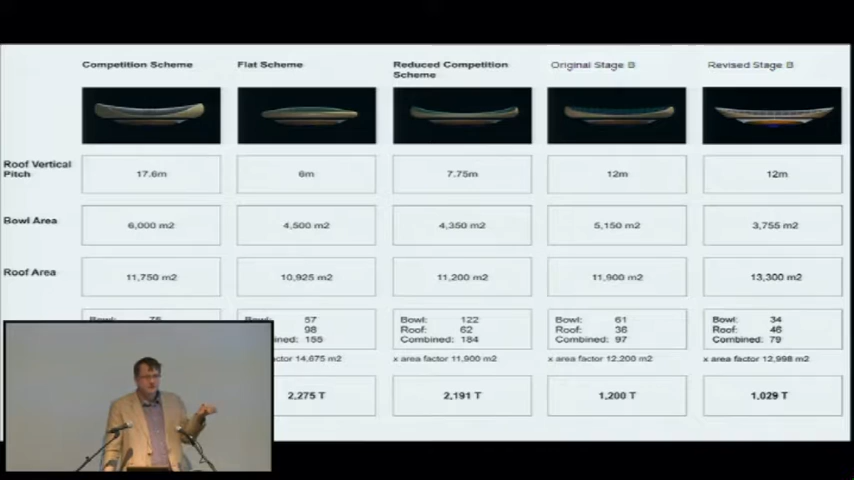 Competition Scheme
Flat Scheme
Reduced Competition
Scheme
Original Stage B
Revised Stage B
Roof Vertical
Pitch
17.6m
6m
7.75m
12m
12m
Bowl Area
6,000 m2
4,500 m2
4,350 m2
5,150 m2
3,755 m2
Roof Area
11,750 m2
10,925 m2
11,200 m2
11,900 m2
13,300 m2
57
98
155
Bowl: 122
Roof: 62
Combined: 184
Bowl: 61
Roof: 36
Combined: 97
Bowl: 34
Roof: 46
Combined: 79
factor 14,675 m2
x area factor 11,900 m2
x area factor 12,200 m2
x area factor 12,998 m2
2,275 T
2,191 T
1,200 T
1,029 T